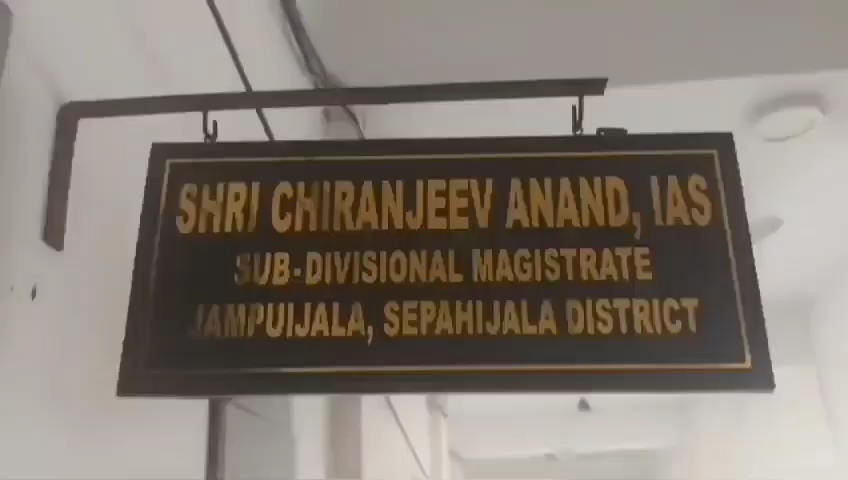 SHRI CHIRANJEEV ANAND, IAS
SUB-DIVISIONAL MAGISTRATE
JAMPUIJALA, SEPAHIJALA DISTRICT